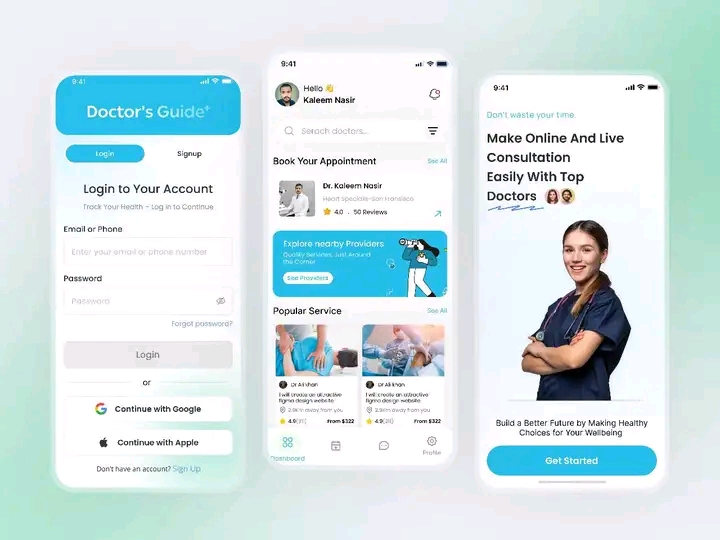 9:41
Doctor's Guide+
Login
Signup
Login to Your Account
Track Your Health – Log in to Continue
Email or Phone
Enter your email or phone number
Password
Password
Forgot password?
Login
or
Continue with Google
Continue with Apple
Don't have an account? Sign Up
9:41
Hello 👋
Kaleem Nasir
Search doctors...
Book Your Appointment
See All
Dr. Kaleem Nasir
Heart Specialis-San Fransisco
4.0 . 50 Reviews
Explore nearby Providers
Quality Services, Just Around
the Corner
See Providers
Popular Service
See All
Dr Ali khan
I will create an attractive
figma design website
2.9Km away from you
4.9
From $322
Dr Ali khan
I will create an attractive
figma design website
2.9Km away from you
4.9
From $322
Dashboard
Profile
9:41
Don't waste your time.
Make Online And Live
Consultation
Easily With Top
Doctors
Build a Better Future by Making Healthy
Choices for Your Wellbeing
Get Started